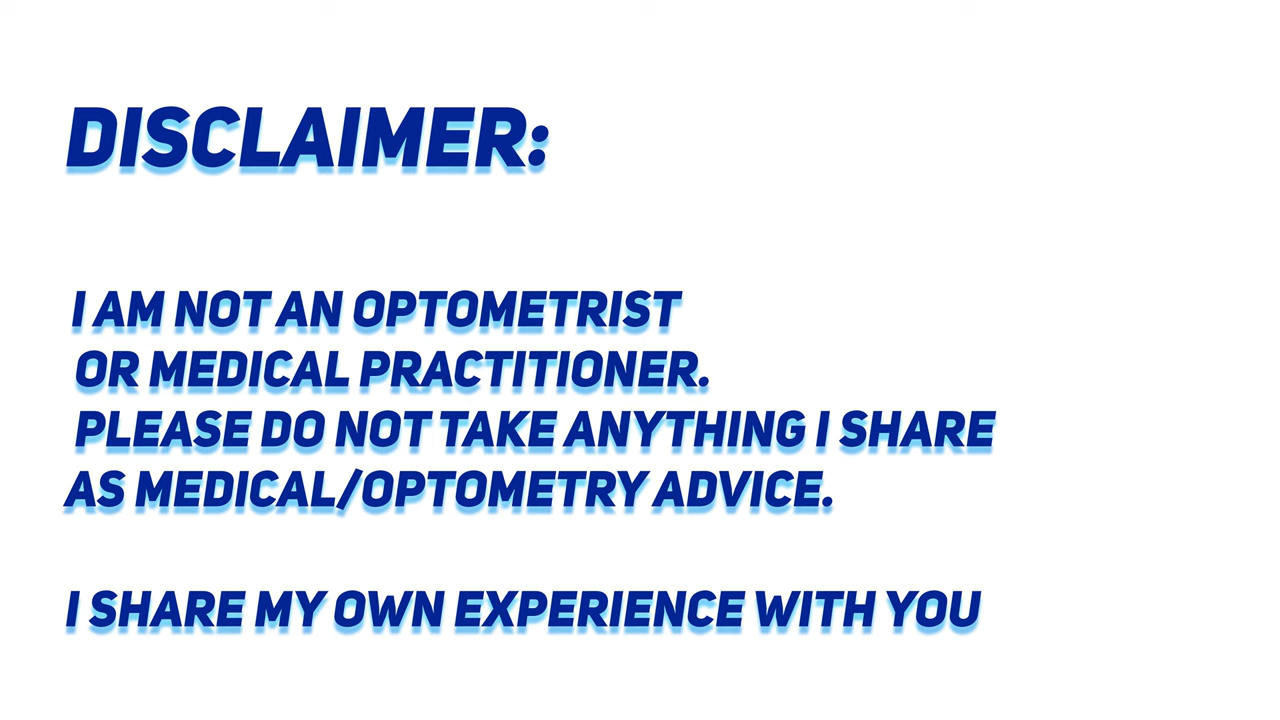 DISCLAIMER:
I AM NOT AN OPTOMETRIST
OR MEDICAL PRACTITIONER.
PLEASE DO NOT TAKE ANYTHING I SHARE
AS MEDICAL/OPTOMETRY ADVICE.
I SHARE MY OWN EXPERIENCE WITH YOU